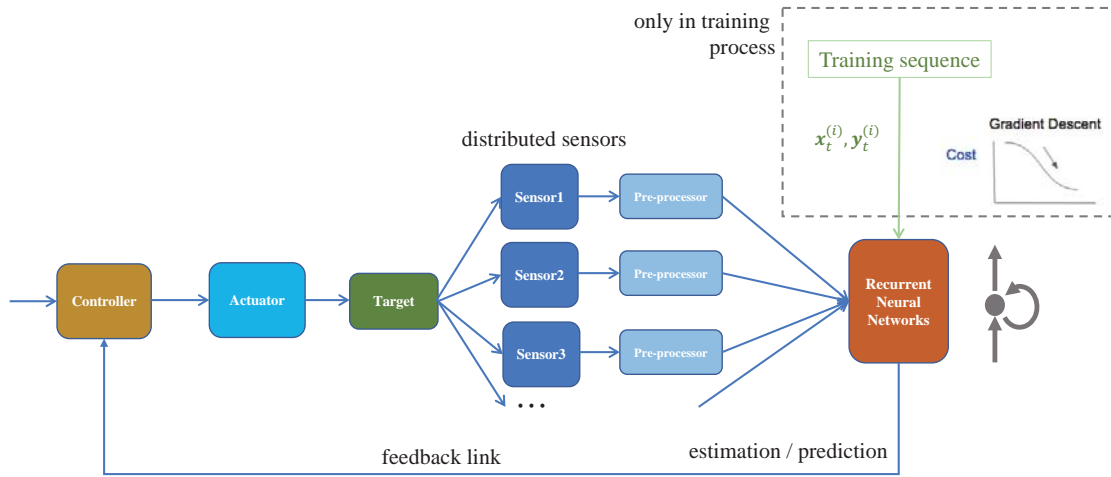 only in training
process
Training sequence
x_t^{(i)}, y_t^{(i)}
Gradient Descent
Cost
distributed sensors
Sensor1
Pre-processor
Sensor2
Pre-processor
Sensor3
Pre-processor
...
Controller
Actuator
Target
Recurrent
Neural
Networks
feedback link
estimation / prediction